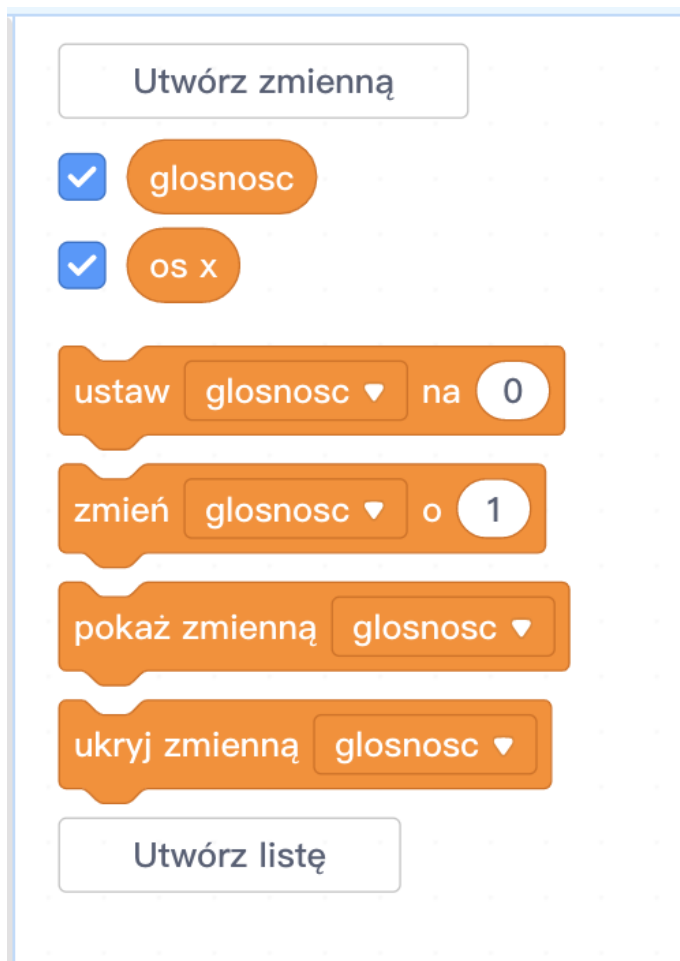 Utwórz zmienną
glosnosc
os x
ustaw glosnosc na 0
zmień glosnosc o 1
pokaż zmienną glosnosc
ukryj zmienną glosnosc
Utwórz listę